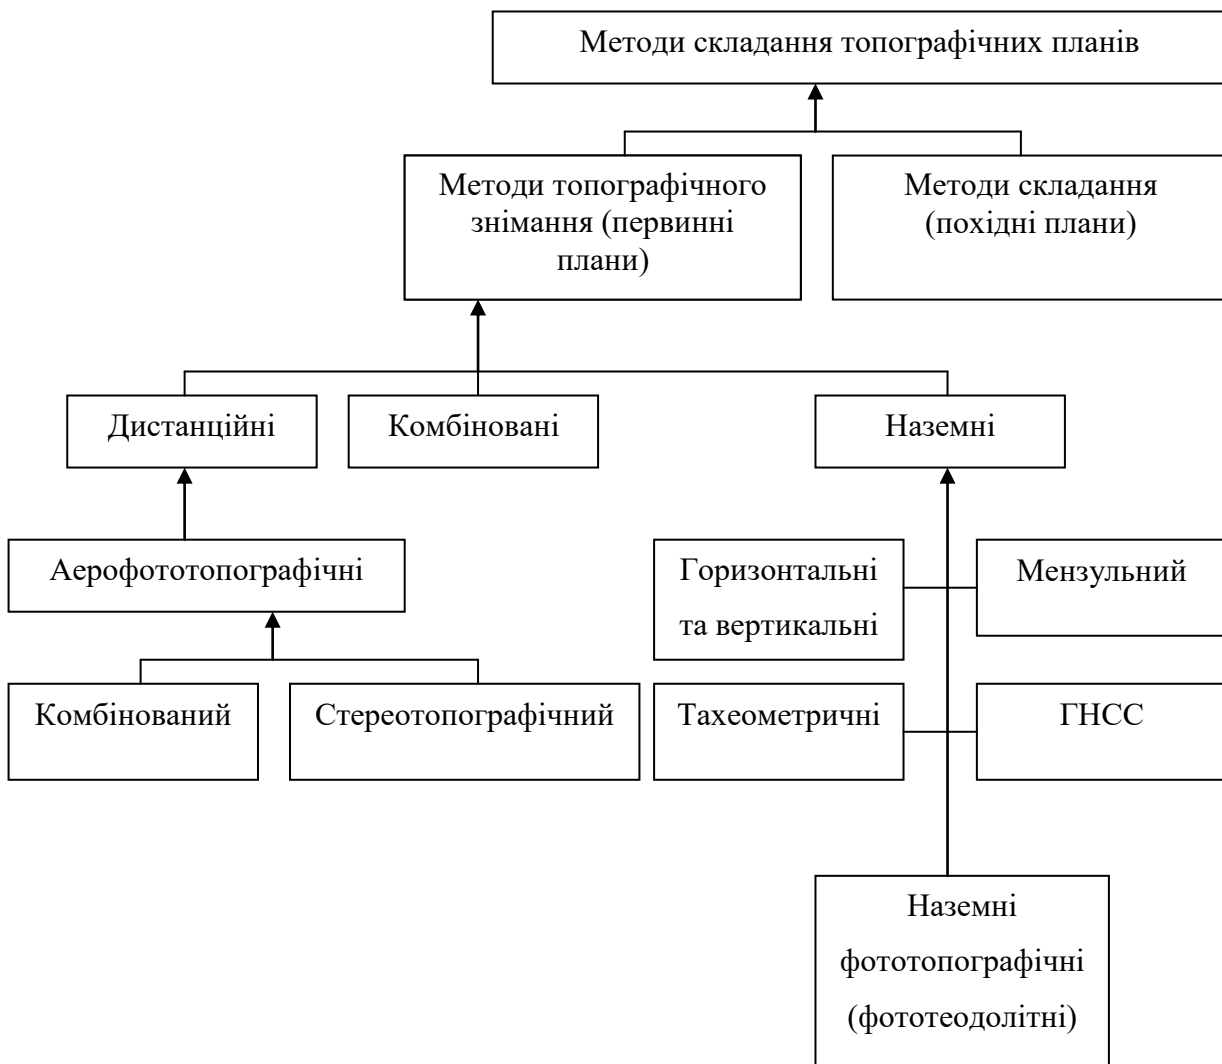 Методи складання топографічних планів
Методи топографічного
знімання (первинні
плани)
Методи складання
(похідні плани)
Дистанційні
Комбіновані
Наземні
Аерофототопографічні
Горизонтальні
та вертикальні
Мензульний
Комбінований
Стереотопографічний
Тахеометричні
ГНСС
Наземні
фототопографічні
(фототеодолітні)